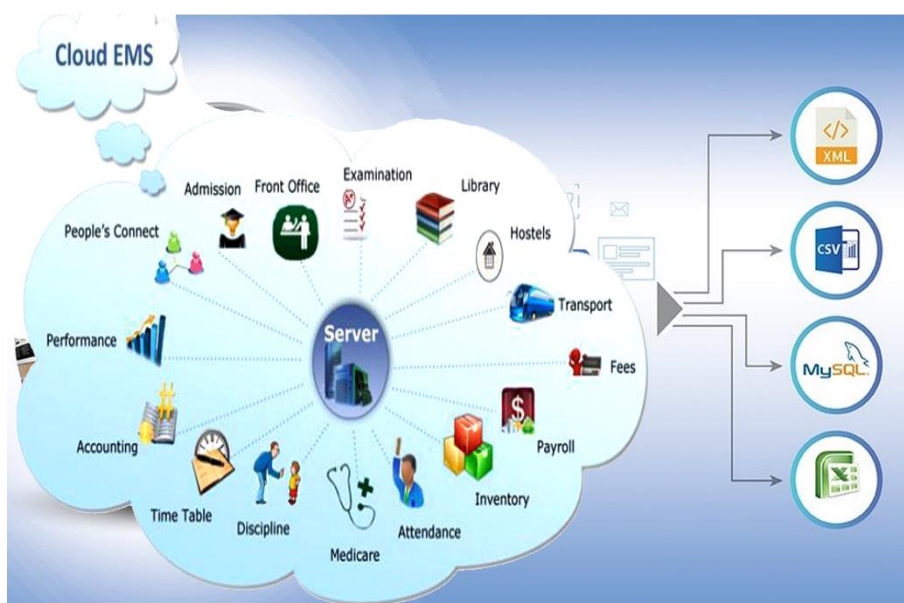 Cloud EMS
Admission
Front Office
Examination
Library
People's Connect
Hostels
Transport
Performance
Server
Fees
Accounting
Payroll
Time Table
Discipline
Medicare
Attendance
Inventory
$
</>
XML
CSV
MySQL
X